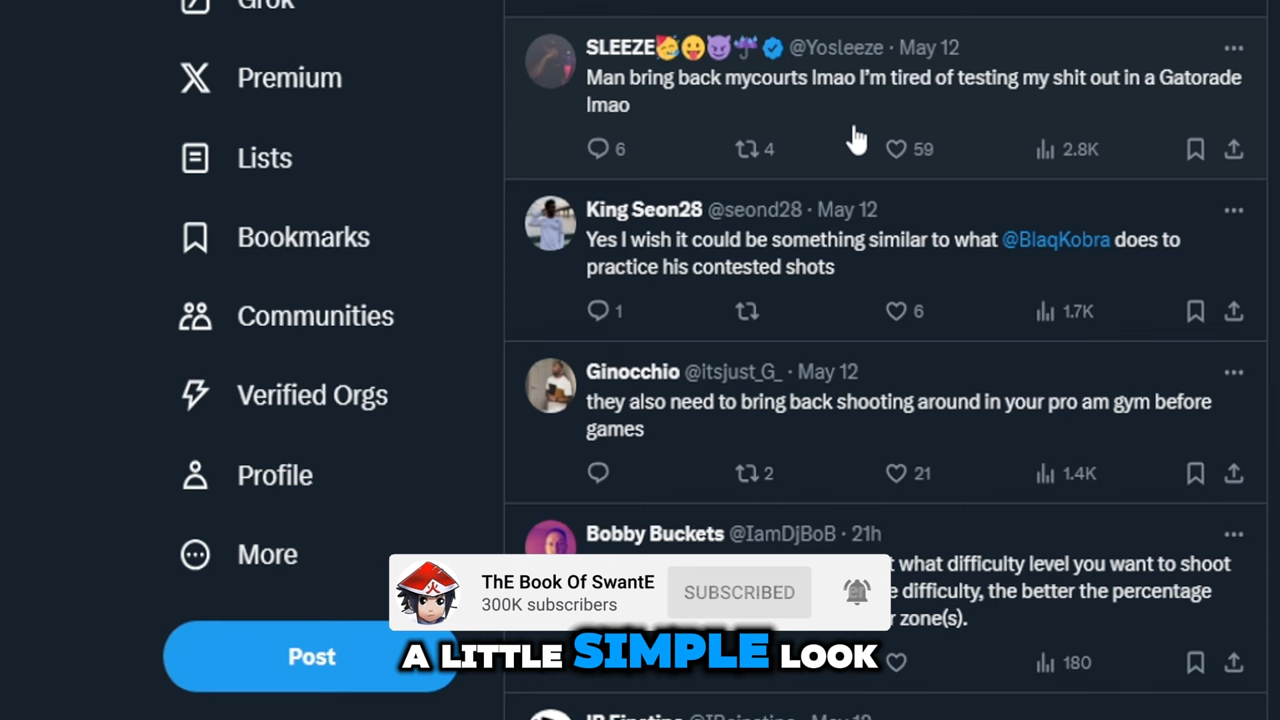 Grok
Premium
Lists
Bookmarks
Communities
Verified Orgs
Profile
More
Post
SLEEZE🥳😛😈☔ @Yosleeze · May 12
Man bring back mycourts lmao I'm tired of testing my shit out in a Gatorade
lmao
6 4 59 2.8K
King Seon28 @seond28 · May 12
Yes I wish it could be something similar to what @BlaqKobra does to
practice his contested shots
1 6 1.7K
Ginocchio @itsjust_G_ · May 12
they also need to bring back shooting around in your pro am gym before
games
2 21 1.4K
Bobby Buckets @IamDjBoB · 21h
what difficulty level you want to shoot
difficulty, the better the percentage
zone(s).
180
ThE Book Of SwantE
300K subscribers
SUBSCRIBED
A LITTLE SIMPLE LOOK